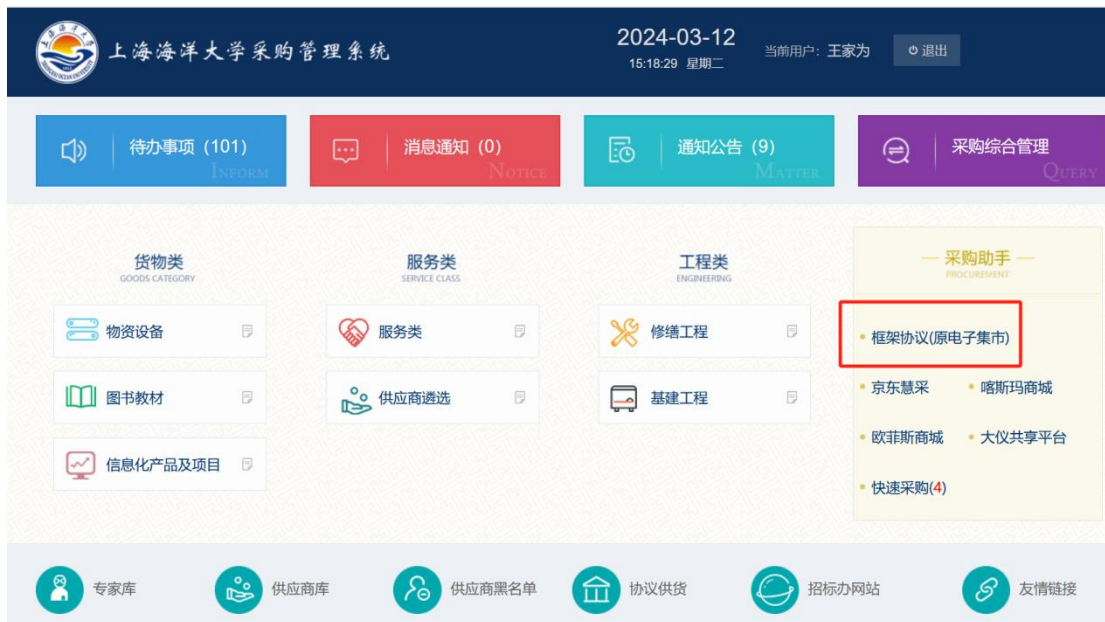 上海海洋大学采购管理系统
2024-03-12
15:18:29 星期二
当前用户：王家为
退出
待办事项（101）
INFORM
消息通知（0）
NOTICE
通知公告（9）
MATTER
采购综合管理
QUERY
货物类
GOODS CATEGORY
物资设备
图书教材
信息化产品及项目
服务类
SERVICE CLASS
服务类
供应商遴选
工程类
ENGINEERING
修缮工程
基建工程
采购助手
PROCUREMENT
框架协议(原电子集市)
京东慧采 喀斯玛商城
欧菲斯商城 大仪共享平台
快速采购(4)
专家库 供应商库 供应商黑名单 协议供货 招标办网站 友情链接